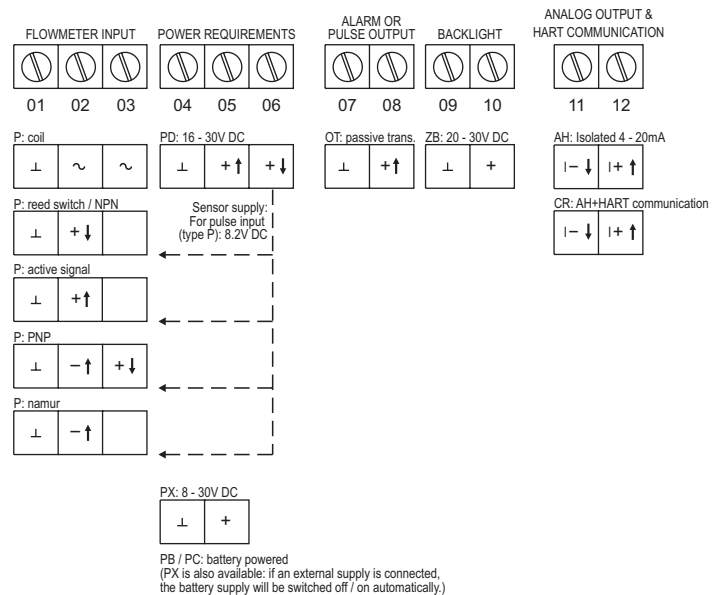 FLOWMETER INPUT
POWER REQUIREMENTS
ALARM OR
PULSE OUTPUT
BACKLIGHT
ANALOG OUTPUT &
HART COMMUNICATION
01 02 03
04 05 06
07 08
09 10
11 12
P: coil
⊥ ~ ~
PD: 16 - 30V DC
⊥ +↑ +↓
OT: passive trans.
⊥ +↑
ZB: 20 - 30V DC
⊥ +
AH: Isolated 4 - 20mA
I- ↓ I+ ↑
P: reed switch / NPN
⊥ +↓
Sensor supply:
For pulse input
(type P): 8.2V DC
CR: AH+HART communication
I- ↓ I+ ↑
P: active signal
⊥ +↑
P: PNP
⊥ -↑ +↓
P: namur
⊥ -↑
PX: 8 - 30V DC
⊥ +
PB / PC: battery powered
(PX is also available: if an external supply is connected,
the battery supply will be switched off / on automatically.)